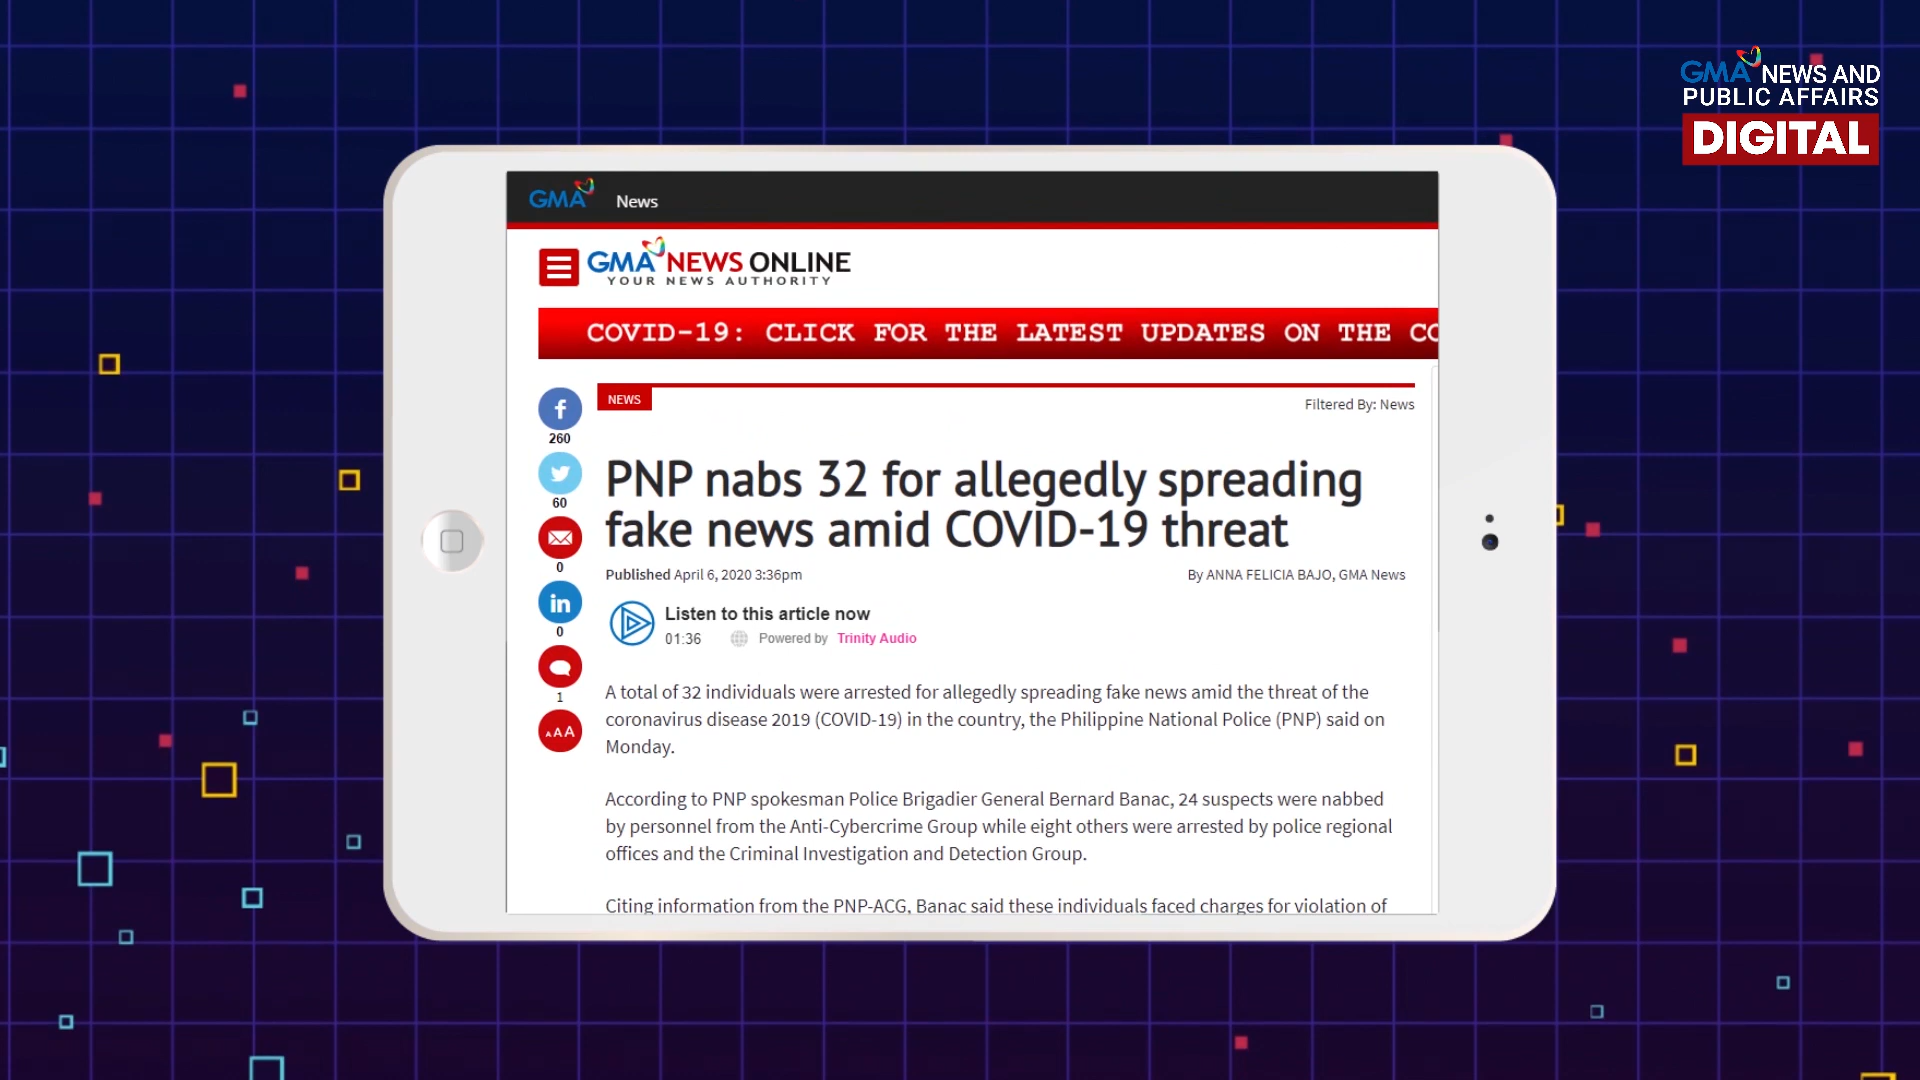 GMA NEWS AND
PUBLIC AFFAIRS
DIGITAL
GMA News
GMA NEWS ONLINE
YOUR NEWS AUTHORITY
COVID-19: CLICK FOR THE LATEST UPDATES ON THE CO
NEWS
Filtered By: News
f
260
60
0
in
0
1
AAA
PNP nabs 32 for allegedly spreading
fake news amid COVID-19 threat
Published April 6, 2020 3:36pm
By ANNA FELICIA BAJO, GMA News
Listen to this article now
01:36 Powered by Trinity Audio
A total of 32 individuals were arrested for allegedly spreading fake news amid the threat of the
coronavirus disease 2019 (COVID-19) in the country, the Philippine National Police (PNP) said on
Monday.
According to PNP spokesman Police Brigadier General Bernard Banac, 24 suspects were nabbed
by personnel from the Anti-Cybercrime Group while eight others were arrested by police regional
offices and the Criminal Investigation and Detection Group.
Citing information from the PNP-ACG, Banac said these individuals faced charges for violation of